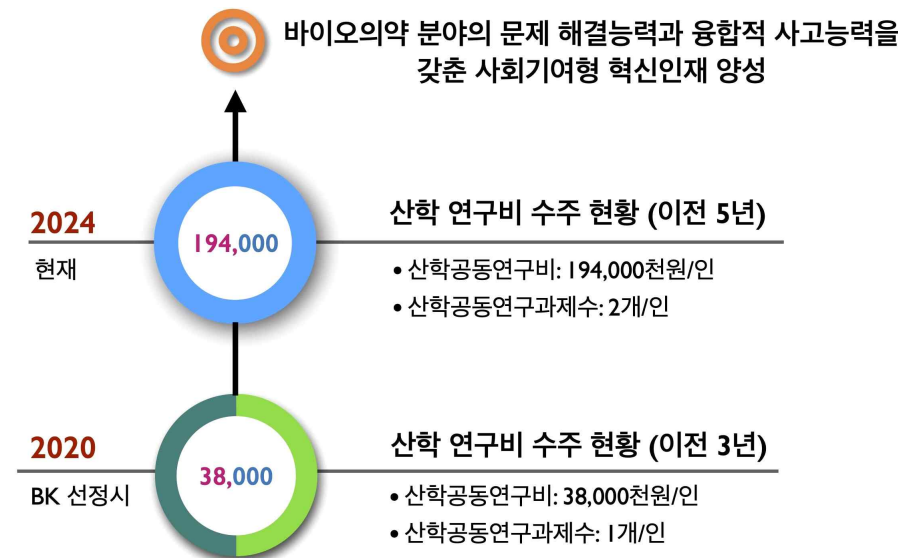 바이오의약 분야의 문제 해결능력과 융합적 사고능력을
갖춘 사회기여형 혁신인재 양성
2024
현재
194,000
산학 연구비 수주 현황 (이전 5년)
• 산학공동연구비: 194,000천원/인
• 산학공동연구과제수: 2개/인
2020
BK 선정시
38,000
산학 연구비 수주 현황 (이전 3년)
• 산학공동연구비: 38,000천원/인
• 산학공동연구과제수: 1개/인